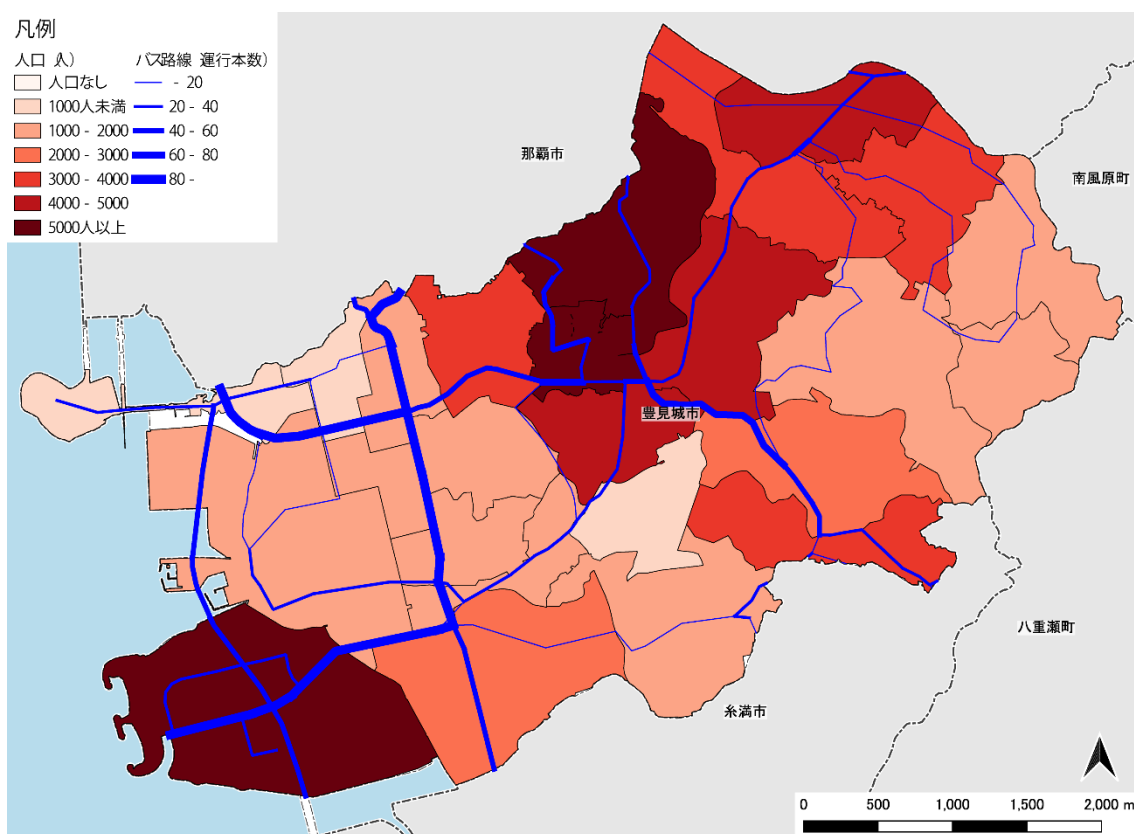 凡例
人口 (人)
人口なし
1000人未満
1000 - 2000
2000 - 3000
3000 - 4000
4000 - 5000
5000人以上
バス路線 運行本数)
- 20
20 - 40
40 - 60
60 - 80
80 -
那覇市
南風原町
豊見城市
八重瀬町
糸満市
0 500 1,000 1,500 2,000 m